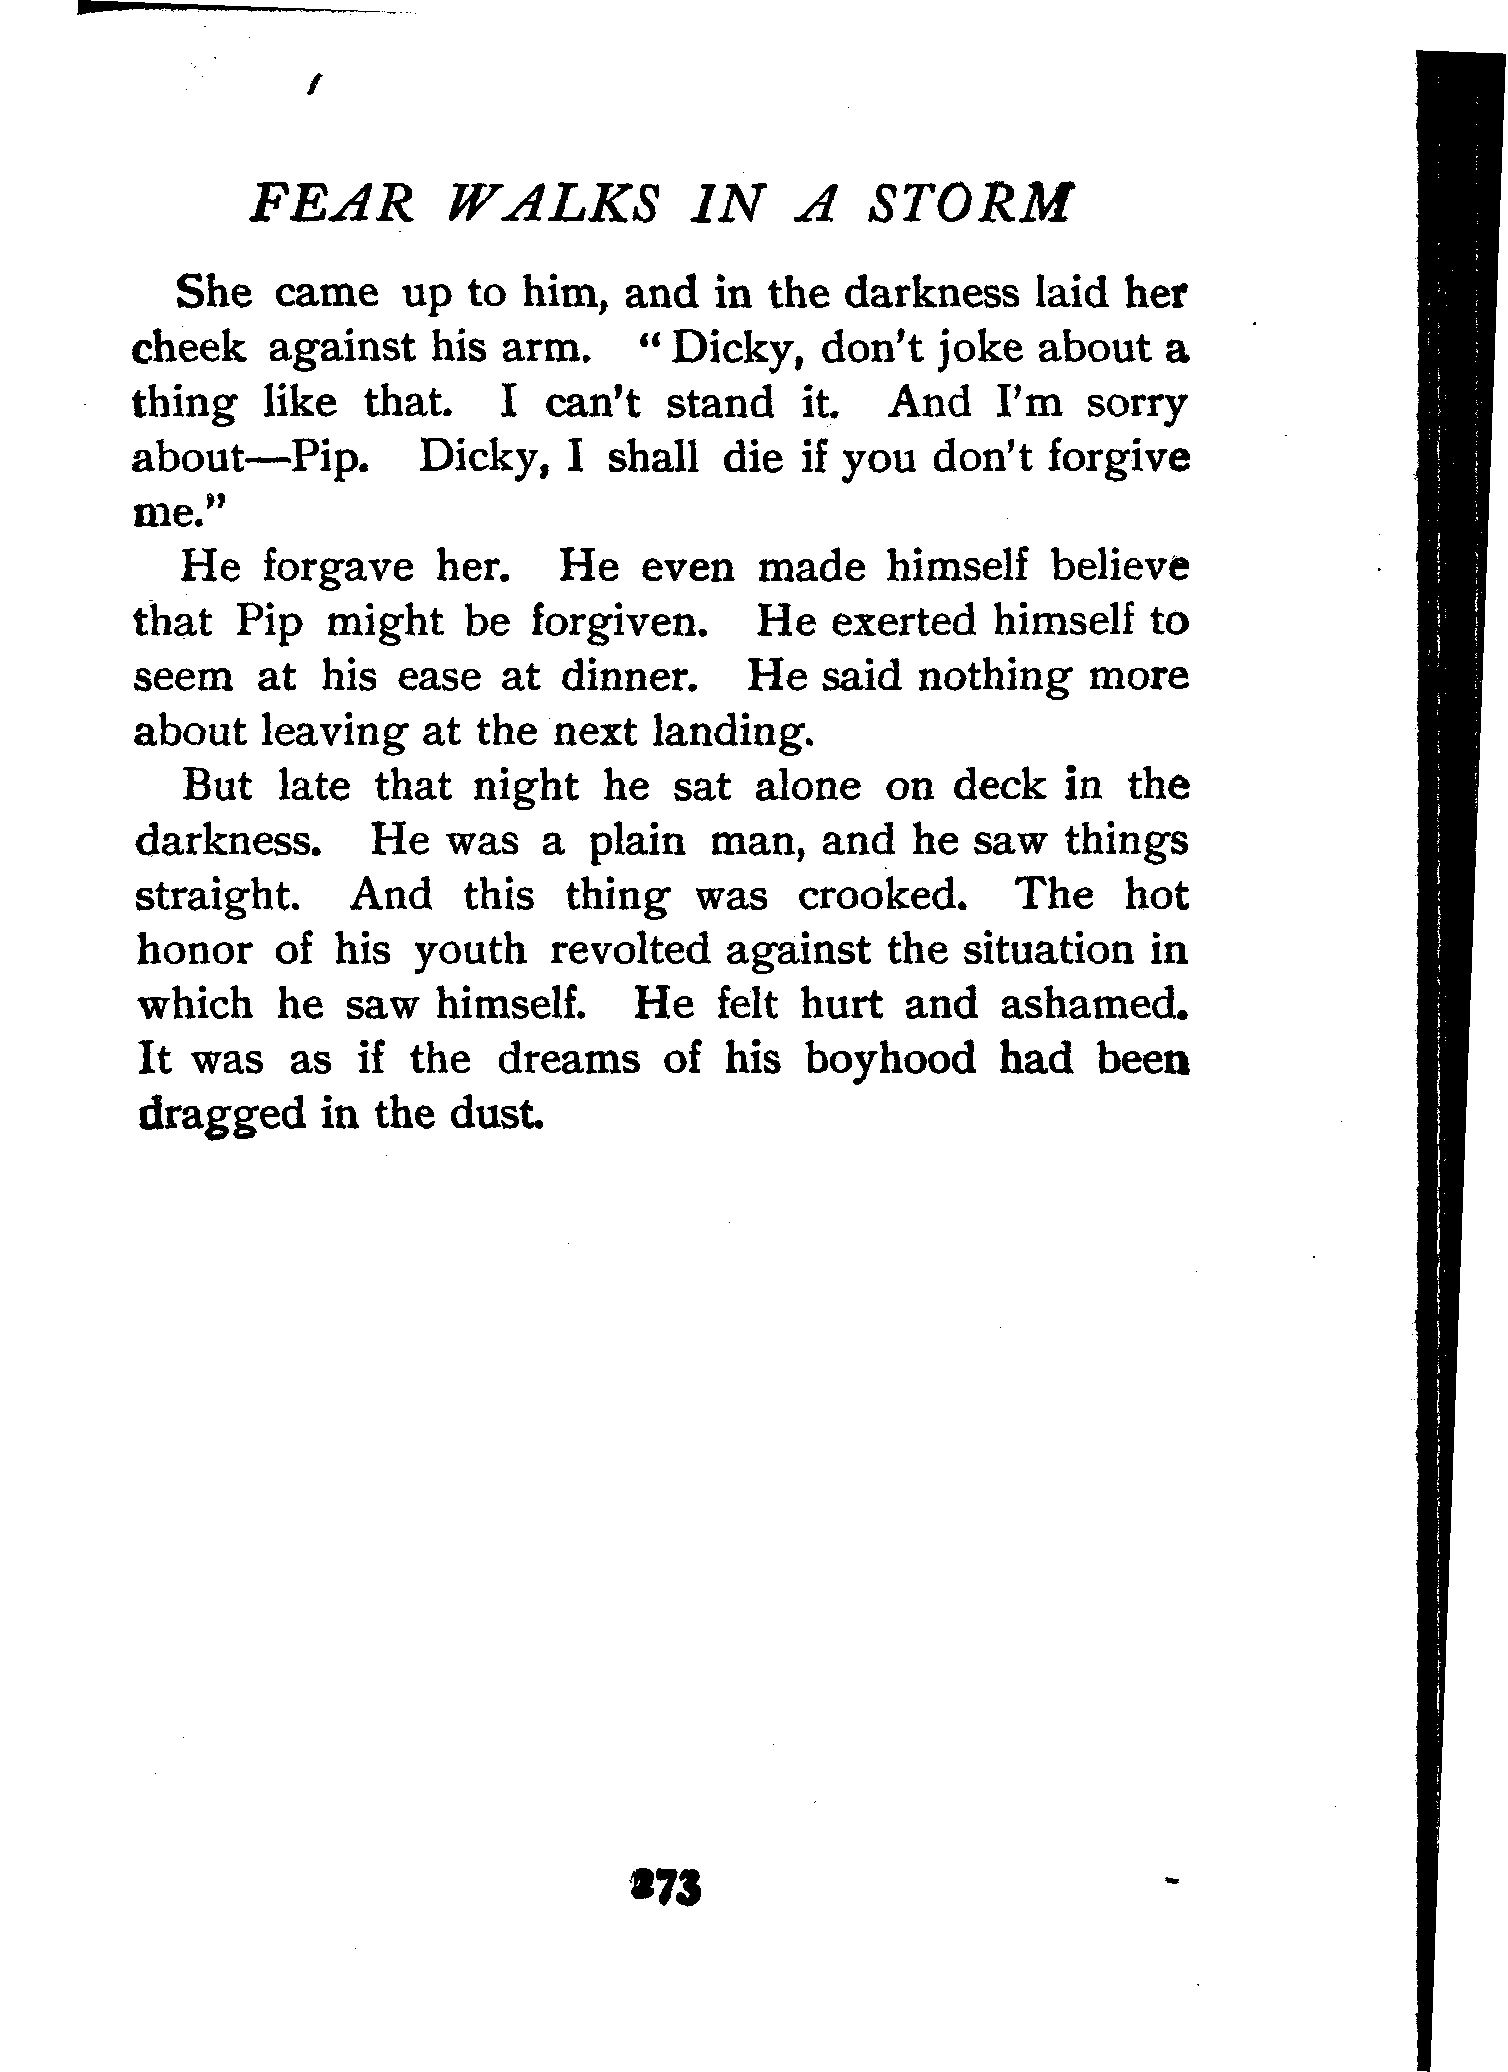 FEAR WALKS IN A STORM
She came up to him, and in the darkness laid her
cheek against his arm. “Dicky, don't joke about a
thing like that. I can't stand it. And I'm sorry
about—Pip. Dicky, I shall die if you don't forgive
me.”
He forgave her. He even made himself believe
that Pip might be forgiven. He exerted himself to
seem at his ease at dinner. He said nothing more
about leaving at the next landing.
But late that night he sat alone on deck in the
darkness. He was a plain man, and he saw things
straight. And this thing was crooked. The hot
honor of his youth revolted against the situation in
which he saw himself. He felt hurt and ashamed.
It was as if the dreams of his boyhood had been
dragged in the dust.
273